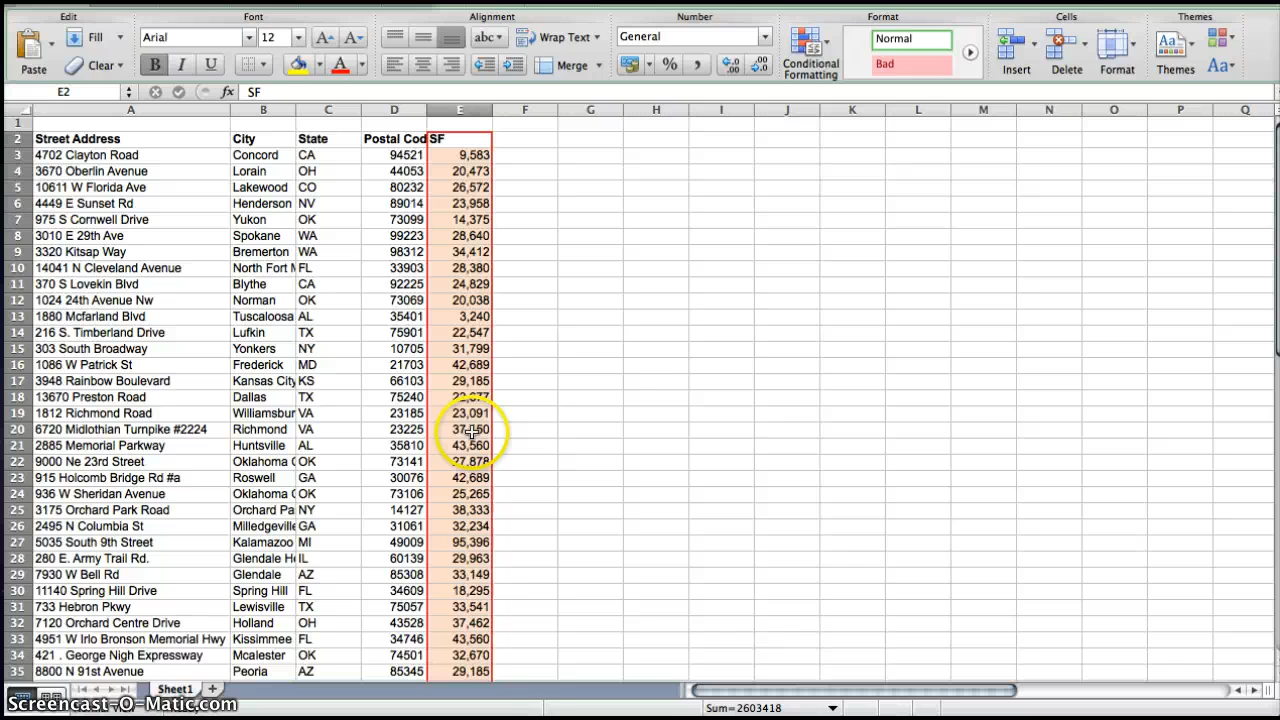 Edit Font Alignment Number Format Cells Themes
Fill Arial 12 abc Wrap Text General Normal
Paste Clear B I U A Merge % , .0 .00 Conditional Formatting Bad Insert Delete Format Themes Aa
E2 fx SF
A B C D E F G H I J K L M N O P Q
1
2 Street Address City State Postal Cod SF
3 4702 Clayton Road Concord CA 94521 9,583
4 3670 Oberlin Avenue Lorain OH 44053 20,473
5 10611 W Florida Ave Lakewood CO 80232 26,572
6 4449 E Sunset Rd Henderson NV 89014 23,958
7 975 S Cornwell Drive Yukon OK 73099 14,375
8 3010 E 29th Ave Spokane WA 99223 28,640
9 3320 Kitsap Way Bremerton WA 98312 34,412
10 14041 N Cleveland Avenue North Fort M FL 33903 28,380
11 370 S Lovekin Blvd Blythe CA 92225 24,829
12 1024 24th Avenue Nw Norman OK 73069 20,038
13 1880 Mcfarland Blvd Tuscaloosa AL 35401 3,240
14 216 S. Timberland Drive Lufkin TX 75901 22,547
15 303 South Broadway Yonkers NY 10705 31,799
16 1086 W Patrick St Frederick MD 21703 42,689
17 3948 Rainbow Boulevard Kansas City KS 66103 29,185
18 13670 Preston Road Dallas TX 75240
19 1812 Richmond Road Williamsbur VA 23185 23,091
20 6720 Midlothian Turnpike #2224 Richmond VA 23225
21 2885 Memorial Parkway Huntsville AL 35810 43,560
22 9000 Ne 23rd Street Oklahoma C OK 73141 27,878
23 915 Holcomb Bridge Rd #a Roswell GA 30076 42,689
24 936 W Sheridan Avenue Oklahoma C OK 73106 25,265
25 3175 Orchard Park Road Orchard Pa NY 14127 38,333
26 2495 N Columbia St Milledgeville GA 31061 32,234
27 5035 South 9th Street Kalamazoo MI 49009 95,396
28 280 E. Army Trail Rd. Glendale He IL 60139 29,963
29 7930 W Bell Rd Glendale AZ 85308 33,149
30 11140 Spring Hill Drive Spring Hill FL 34609 18,295
31 733 Hebron Pkwy Lewisville TX 75057 33,541
32 7120 Orchard Centre Drive Holland OH 43528 37,462
33 4951 W Irlo Bronson Memorial Hwy Kissimmee FL 34746 43,560
34 421 . George Nigh Expressway Mcalester OK 74501 32,670
35 8800 N 91st Avenue Peoria AZ 85345 29,185
Sheet1
Screencast-O-Matic.com Sum=2603418